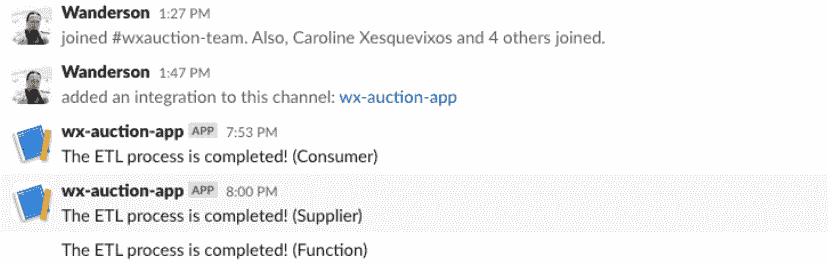 Wanderson 1:27 PM
joined #wxauction-team. Also, Caroline Xesquevixos and 4 others joined.
Wanderson 1:47 PM
added an integration to this channel: wx-auction-app
wx-auction-app APP 7:53 PM
The ETL process is completed! (Consumer)
wx-auction-app APP 8:00 PM
The ETL process is completed! (Supplier)
The ETL process is completed! (Function)